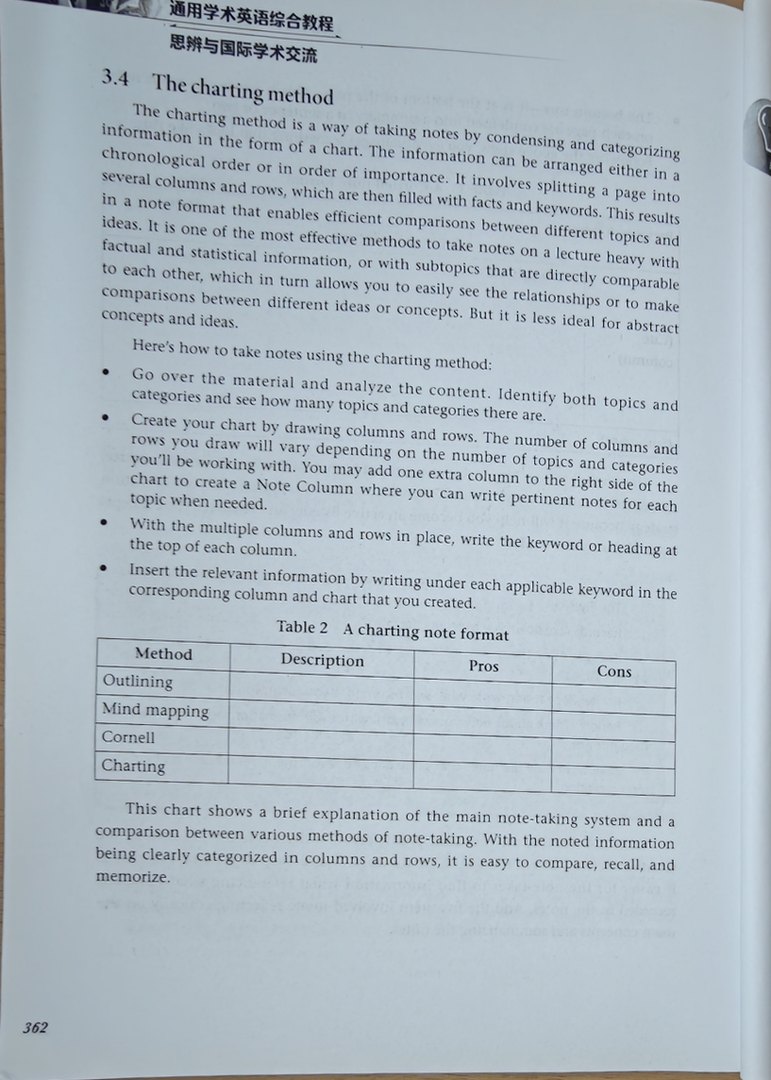 通用学术英语综合教程
思辨与国际学术交流
3.4 The charting method
The charting method is a way of taking notes by condensing and categorizing
information in the form of a chart. The information can be arranged either in a
chronological order or in order of importance. It involves splitting a page into
several columns and rows, which are then filled with facts and keywords. This results
in a note format that enables efficient comparisons between different topics and
ideas. It is one of the most effective methods to take notes on a lecture heavy with
factual and statistical information, or with subtopics that are directly comparable
to each other, which in turn allows you to easily see the relationships or to make
comparisons between different ideas or concepts. But it is less ideal for abstract
concepts and ideas.
Here's how to take notes using the charting method:
• Go over the material and analyze the content. Identify both topics and
categories and see how many topics and categories there are.
• Create your chart by drawing columns and rows. The number of columns and
rows you draw will vary depending on the number of topics and categories
you'll be working with. You may add one extra column to the right side of the
chart to create a Note Column where you can write pertinent notes for each
topic when needed.
• With the multiple columns and rows in place, write the keyword or heading at
the top of each column.
• Insert the relevant information by writing under each applicable keyword in the
corresponding column and chart that you created.
Table 2 A charting note format
Method Description Pros Cons
Outlining
Mind mapping
Cornell
Charting
This chart shows a brief explanation of the main note-taking system and a
comparison between various methods of note-taking. With the noted information
being clearly categorized in columns and rows, it is easy to compare, recall, and
memorize.
362